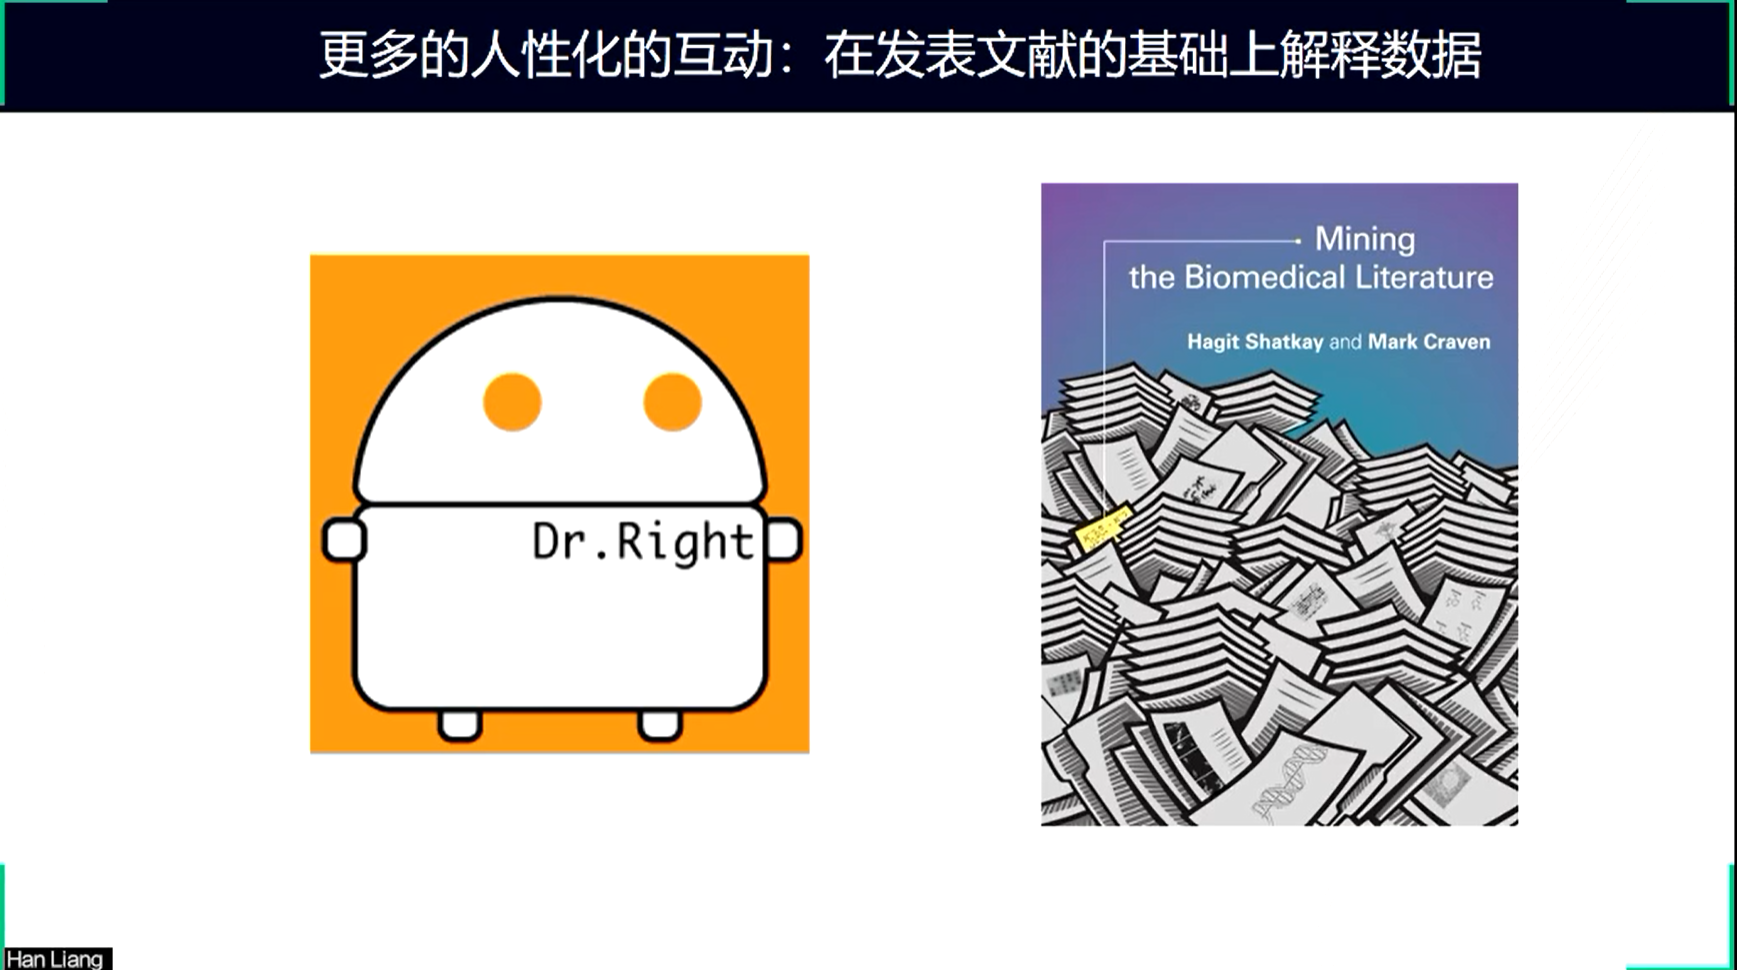 更多的人性化的互动：在发表文献的基础上解释数据
Dr.Right
Mining
the Biomedical Literature
Hagit Shatkay and Mark Craven
Han Liang